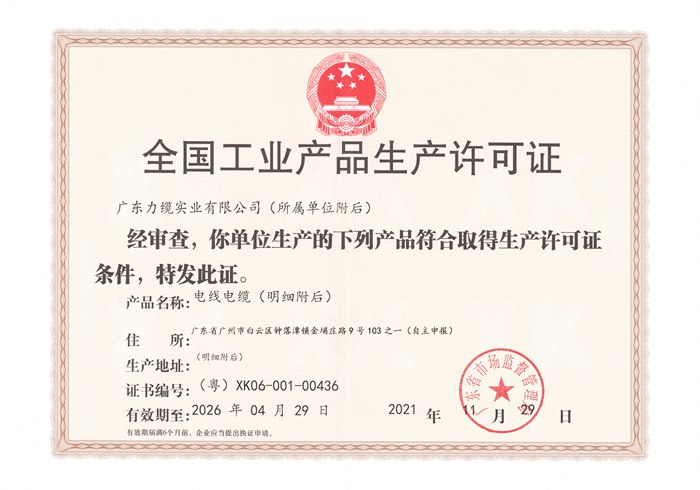 全国工业产品生产许可证
广东力缆实业有限公司（所属单位附后）
经审查，你单位生产的下列产品符合取得生产许可证
条件，特发此证。
产品名称：电线电缆（明细附后）
住 所：广东省广州市白云区钟落潭镇金埔庄路9号103之一（自主申报）
生产地址：（明细附后）
证书编号：（粤）XK06-001-00436
有效期至：2026 年 04 月 29 日
2021 年 11 月 29 日
广东省市场监督管理局
有效期届满6个月前，企业应当提出换证申请。